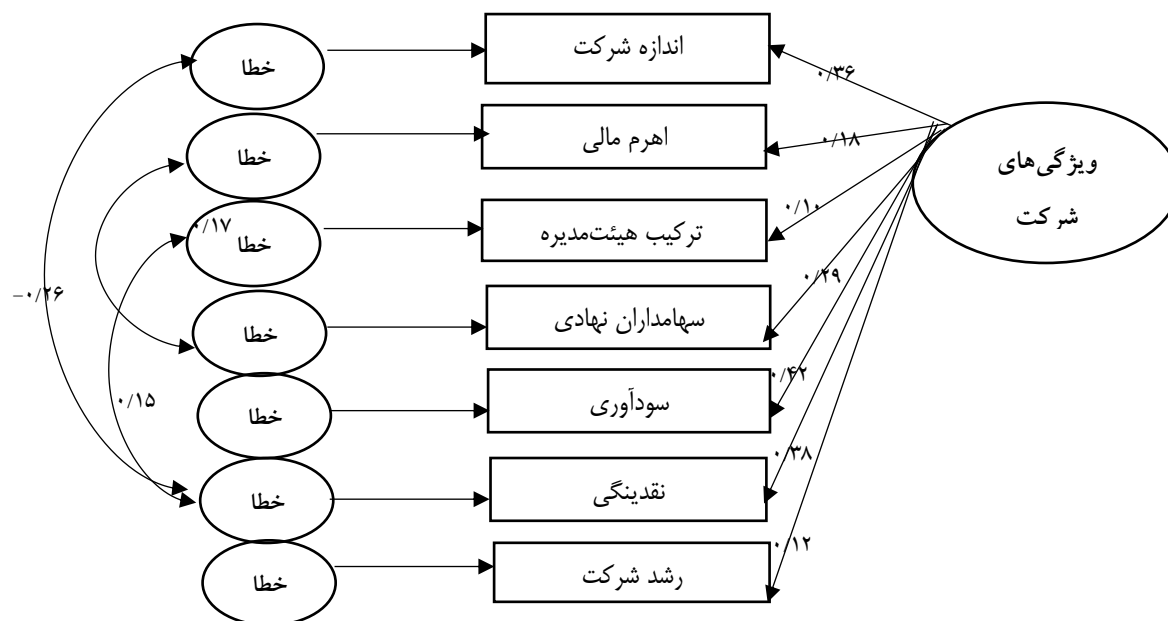 خطا
اندازه شرکت
۰/۳۶
خطا
اهرم مالی
۰/۱۸
ویژگی‌های
شرکت
خطا
۰/۱۷
ترکیب هیئت‌مدیره
۰/۱۰
خطا
سهامداران نهادی
۰/۲۹
−۰/۲۶
خطا
سودآوری
۰/۴۲
۰/۱۵
خطا
نقدینگی
۰/۳۸
خطا
رشد شرکت
۰/۱۲